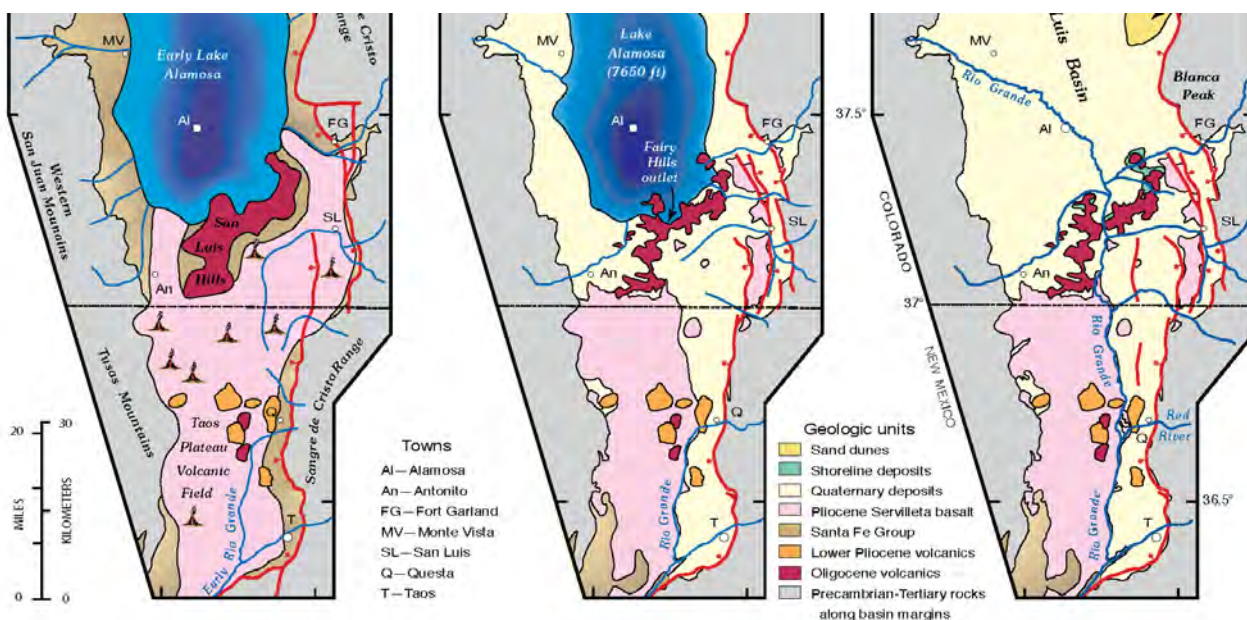 MV
Early Lake
Alamosa
Al
e Cristo
ange
FG
Western
San Juan Mountains
San
Luis
Hills
SL
An
Tusas Mountains
Taos
Plateau
Volcanic
Field
Q
Sangre de Cristo Range
Early Rio Grande
T
20
30
0
0
MILES
KILOMETERS
Towns
Al—Alamosa
An—Antonito
FG—Fort Garland
MV—Monte Vista
SL—San Luis
Q—Questa
T—Taos
MV
Lake
Alamosa
(7650 ft)
Al
Fairy
Hills
outlet
FG
SL
An
Q
Rio Grande
T
Geologic units
Sand dunes
Shoreline deposits
Quaternary deposits
Pliocene Servilleta basalt
Santa Fe Group
Lower Pliocene volcanics
Oligocene volcanics
Precambrian-Tertiary rocks
along basin margins
MV
Luis
Basin
Rio Grande
Blanca
Peak
37.5°
Al
FG
SL
COLORADO
An
37°
NEW MEXICO
Rio Grande
Red
River
Q
36.5°
Rio Grande
T